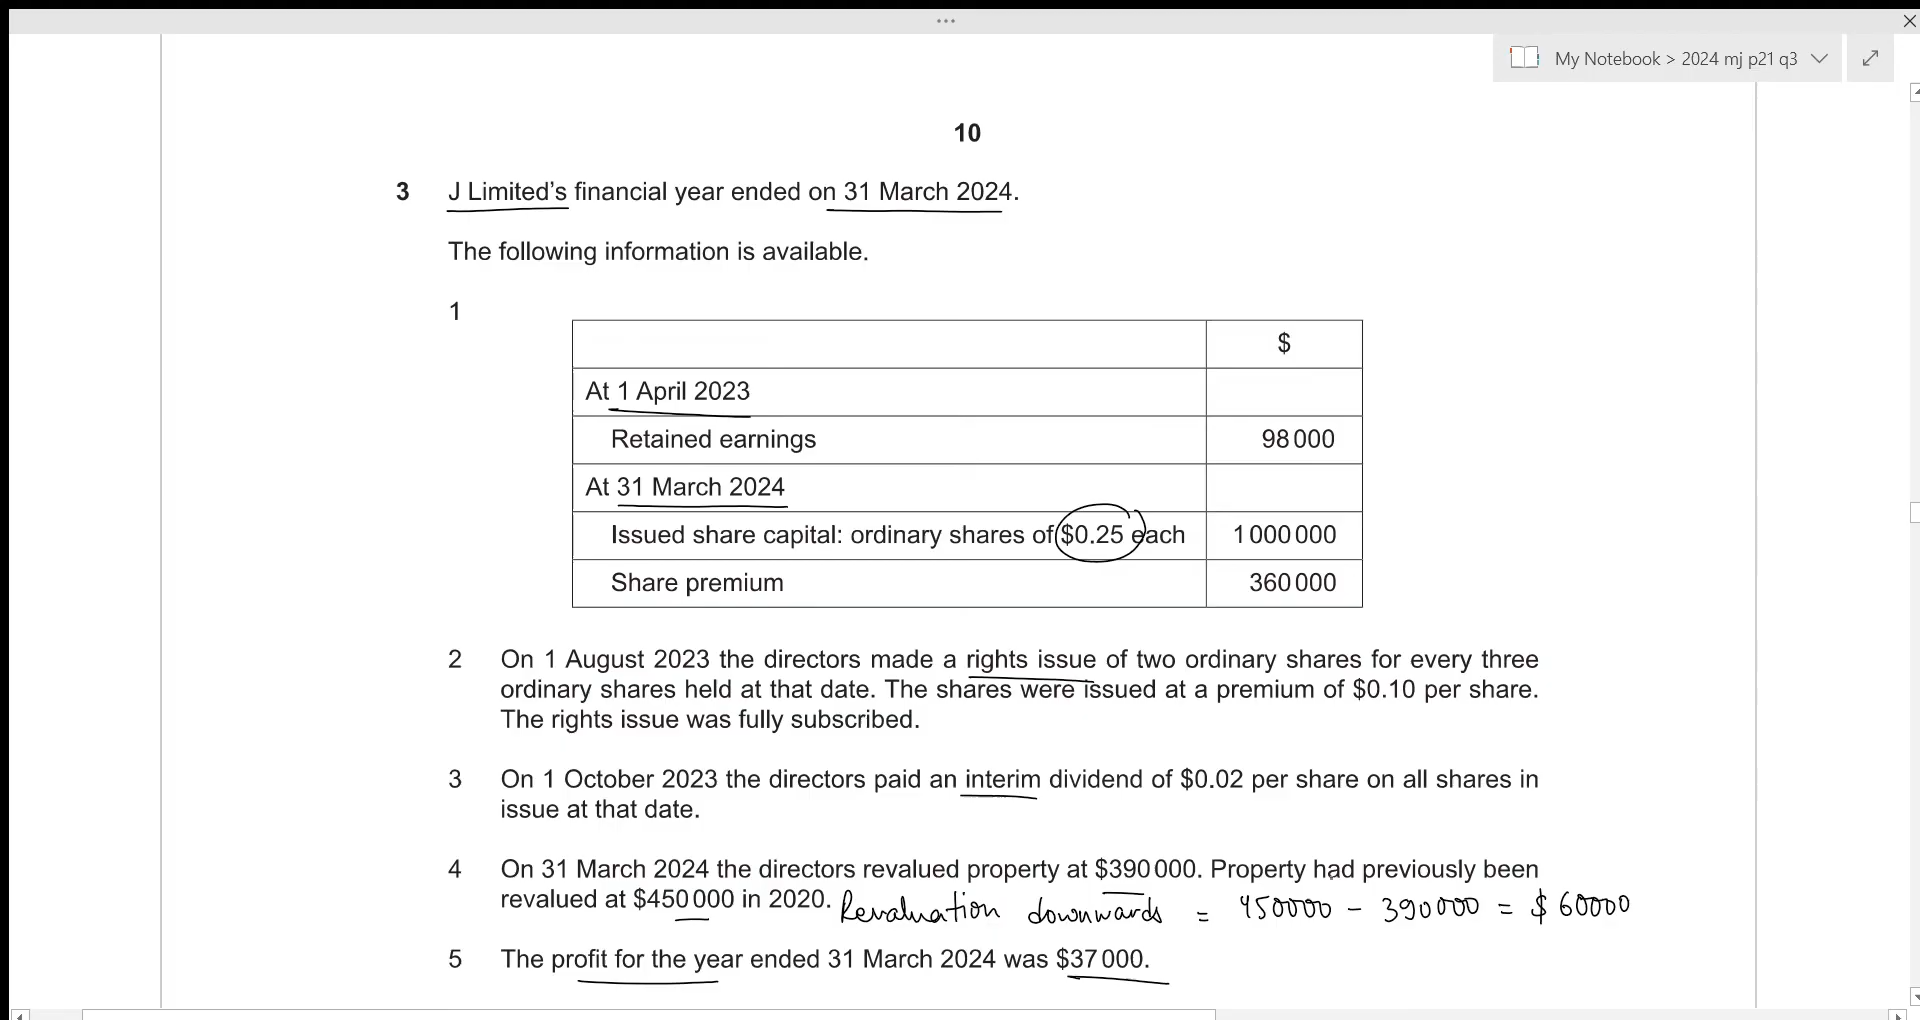 My Notebook > 2024 mj p21 q3
10
3 J Limited's financial year ended on 31 March 2024.
The following information is available.
1
$
At 1 April 2023
Retained earnings 98 000
At 31 March 2024
Issued share capital: ordinary shares of $0.25 each 1 000 000
Share premium 360 000
2 On 1 August 2023 the directors made a rights issue of two ordinary shares for every three
ordinary shares held at that date. The shares were issued at a premium of $0.10 per share.
The rights issue was fully subscribed.
3 On 1 October 2023 the directors paid an interim dividend of $0.02 per share on all shares in
issue at that date.
4 On 31 March 2024 the directors revalued property at $390 000. Property had previously been
revalued at $450 000 in 2020. Revaluation downwards = 450000 - 390000 = $ 60000
5 The profit for the year ended 31 March 2024 was $37 000.